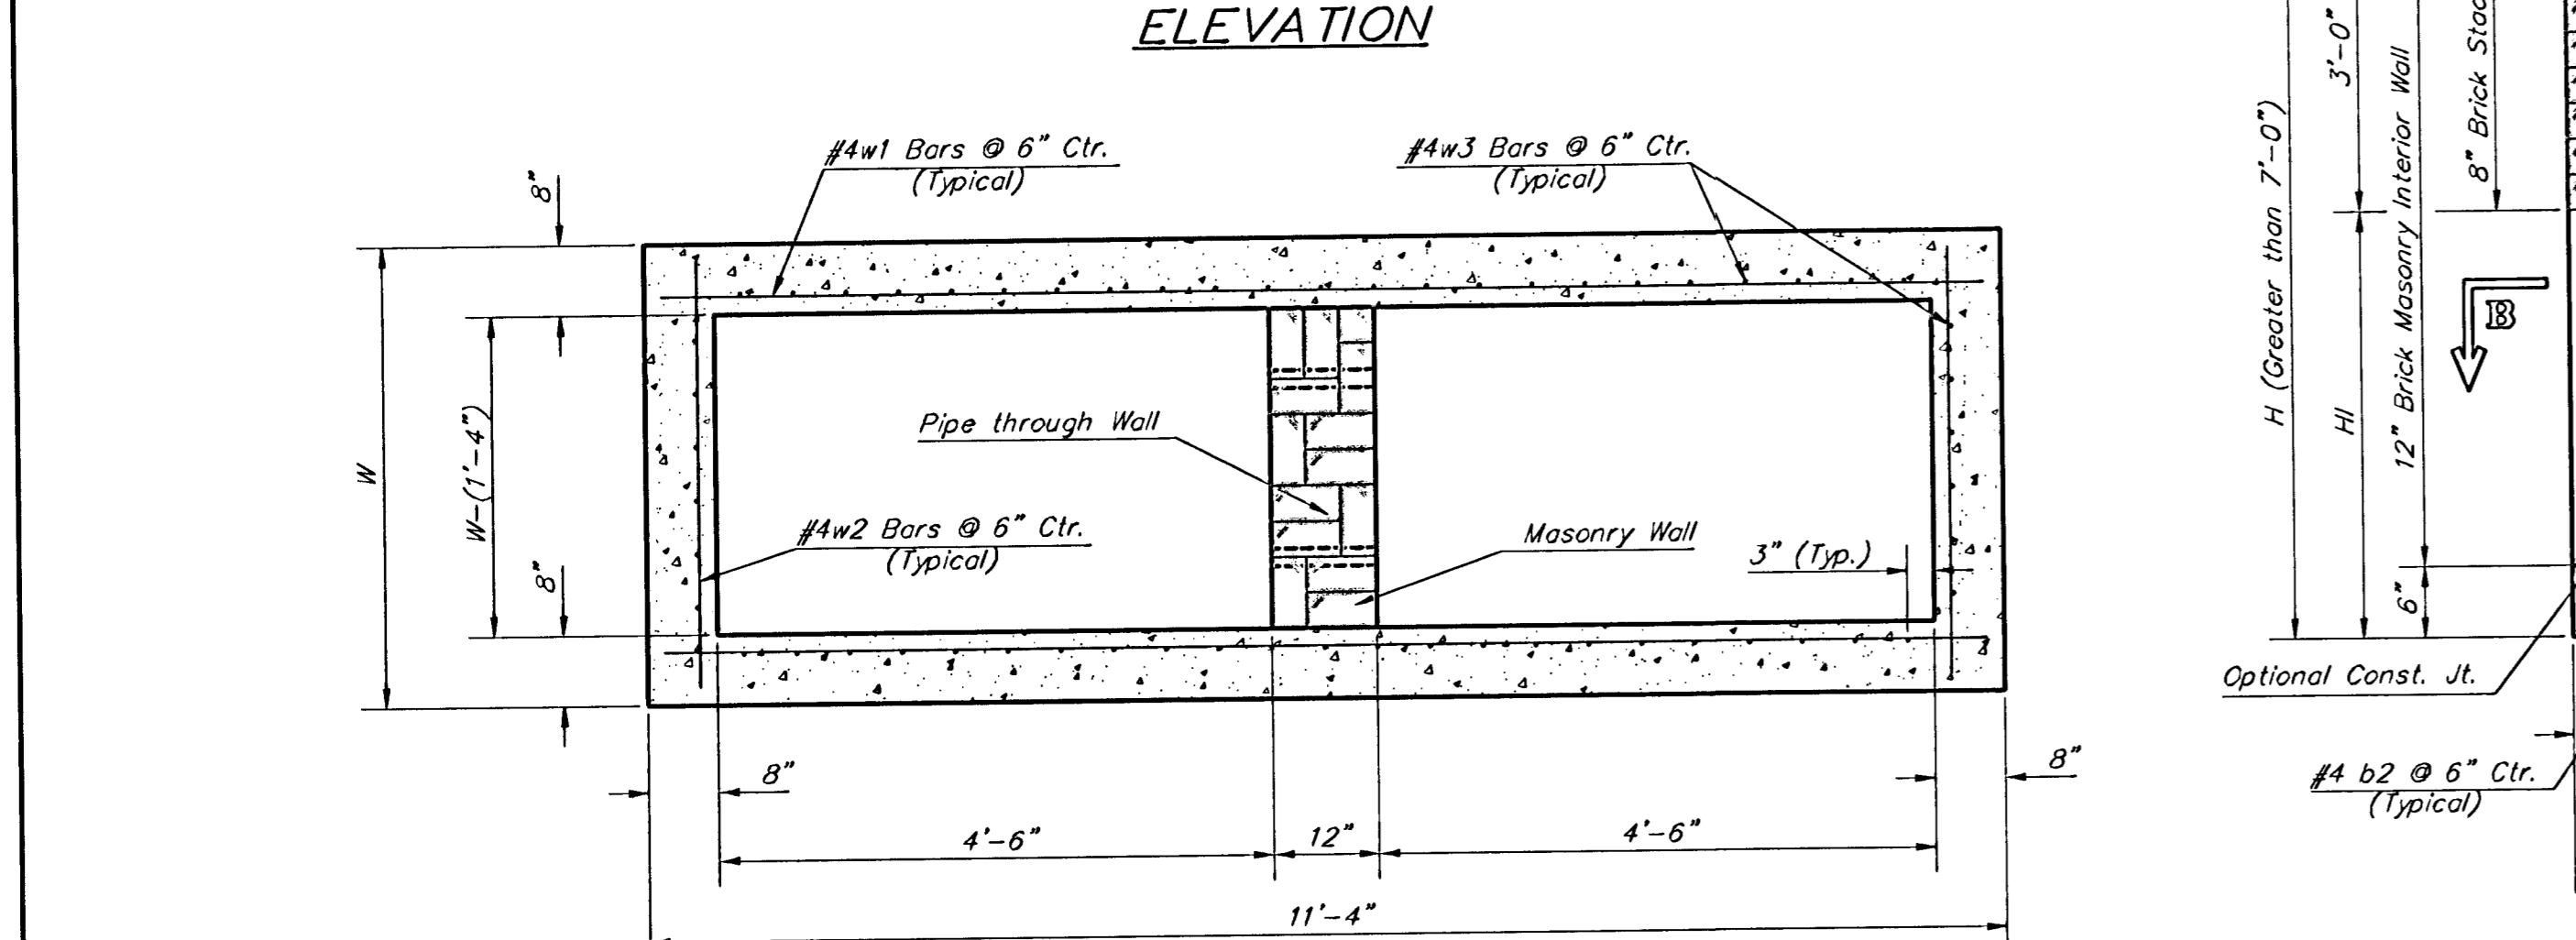 ELEVATION
#4w1 Bars @ 6" Ctr.
(Typical)
#4w3 Bars @ 6" Ctr.
(Typical)
8"
W
W-(1'-4")
8"
Pipe through Wall
#4w2 Bars @ 6" Ctr.
(Typical)
Masonry Wall
3" (Typ.)
8"
8"
4'-6"
12"
4'-6"
11'-4"
H (Greater than 7'-0")
3'-0"
H1
12" Brick Masonry Interior Wall
8" Brick
6"
B
Optional Const. Jt.
#4 b2 @ 6" Ctr.
(Typical)